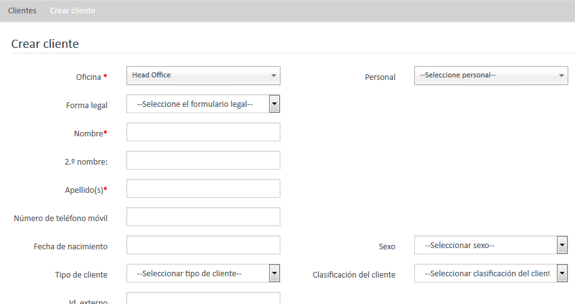 Clientes Crear cliente
Crear cliente
Oficina * Head Office Personal --Seleccione personal--
Forma legal --Seleccione el formulario legal--
Nombre*
2.º nombre:
Apellido(s)*
Número de teléfono móvil
Fecha de nacimiento Sexo --Seleccionar sexo--
Tipo de cliente --Seleccionar tipo de cliente-- Clasificación del cliente --Seleccionar clasificación del client
Id. externo